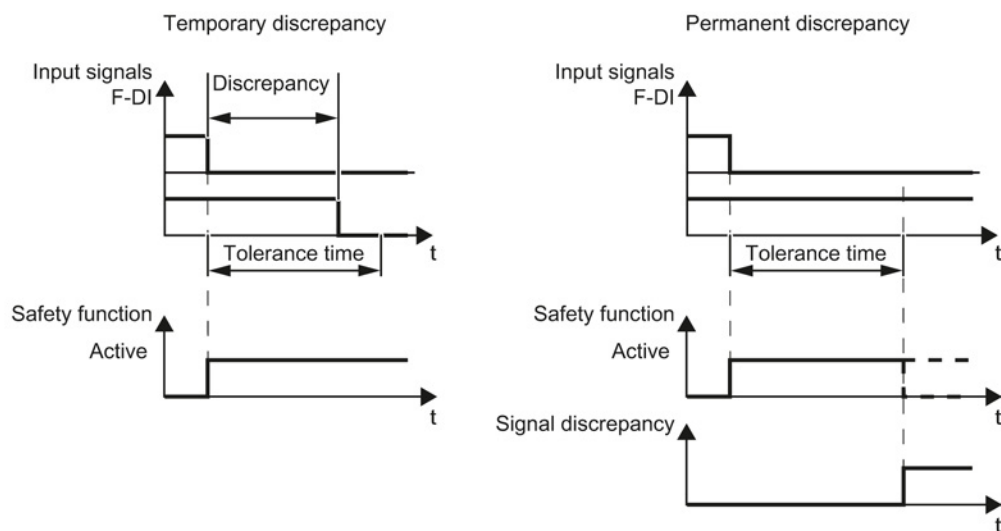 Temporary discrepancy
Input signals
F-DI
Discrepancy
t
Tolerance time
Safety function
Active
t
Permanent discrepancy
Input signals
F-DI
t
Tolerance time
Safety function
Active
t
Signal discrepancy
t